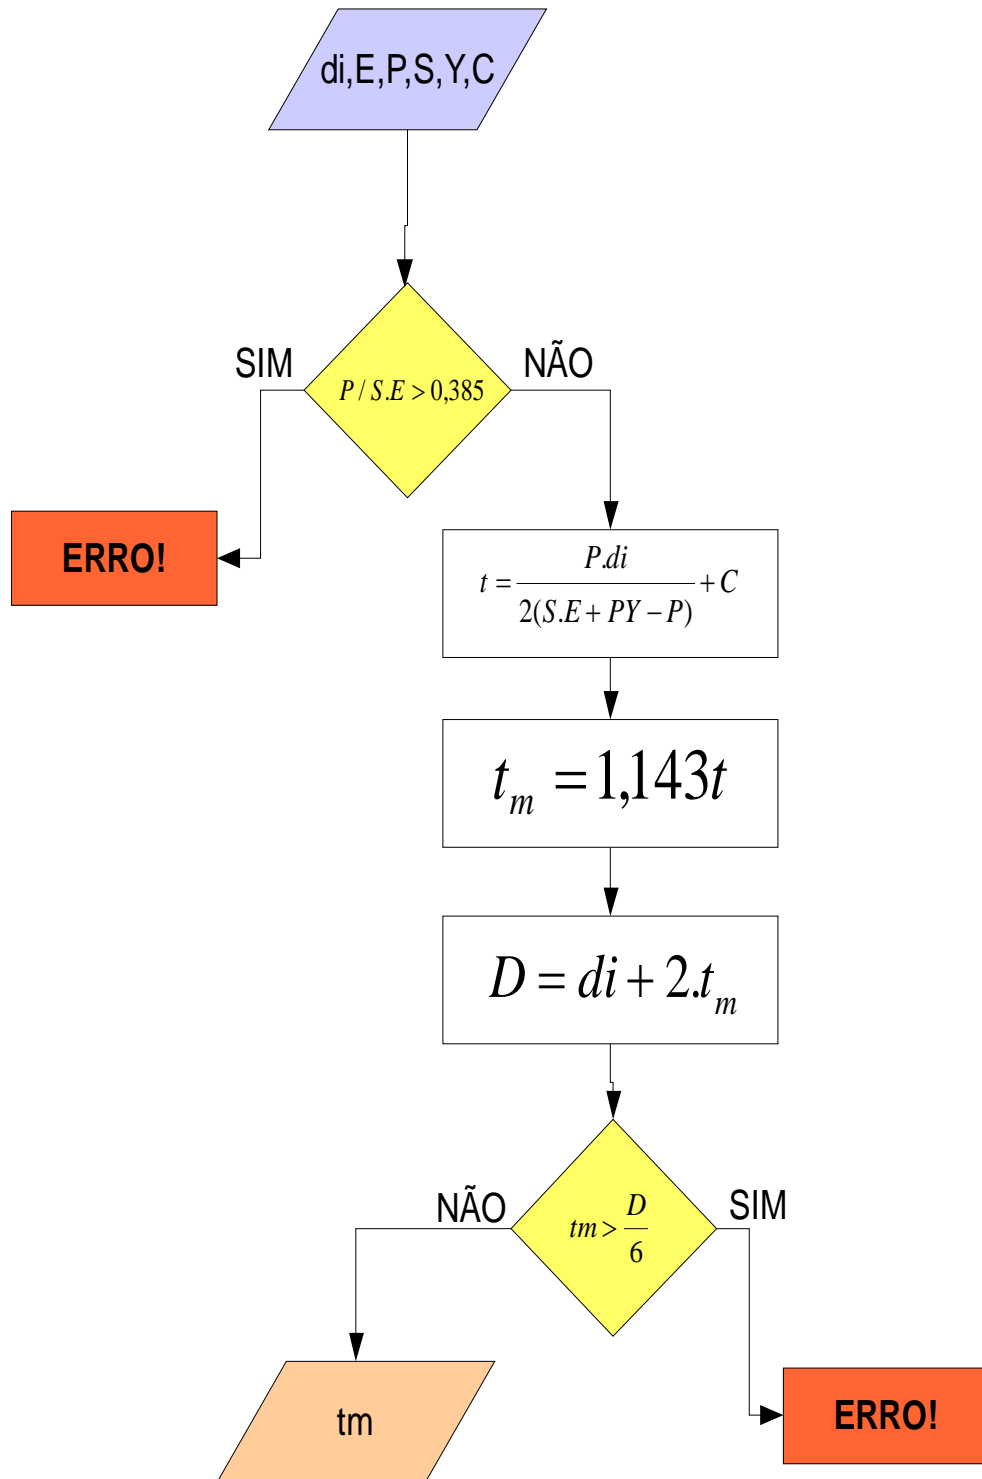 di,E,P,S,Y,C
SIM
NÃO
P / S.E > 0,385
ERRO!
t = P.di / 2(S.E + PY − P) + C
t_m = 1,143t
D = di + 2.t_m
NÃO
SIM
tm > D / 6
tm
ERRO!